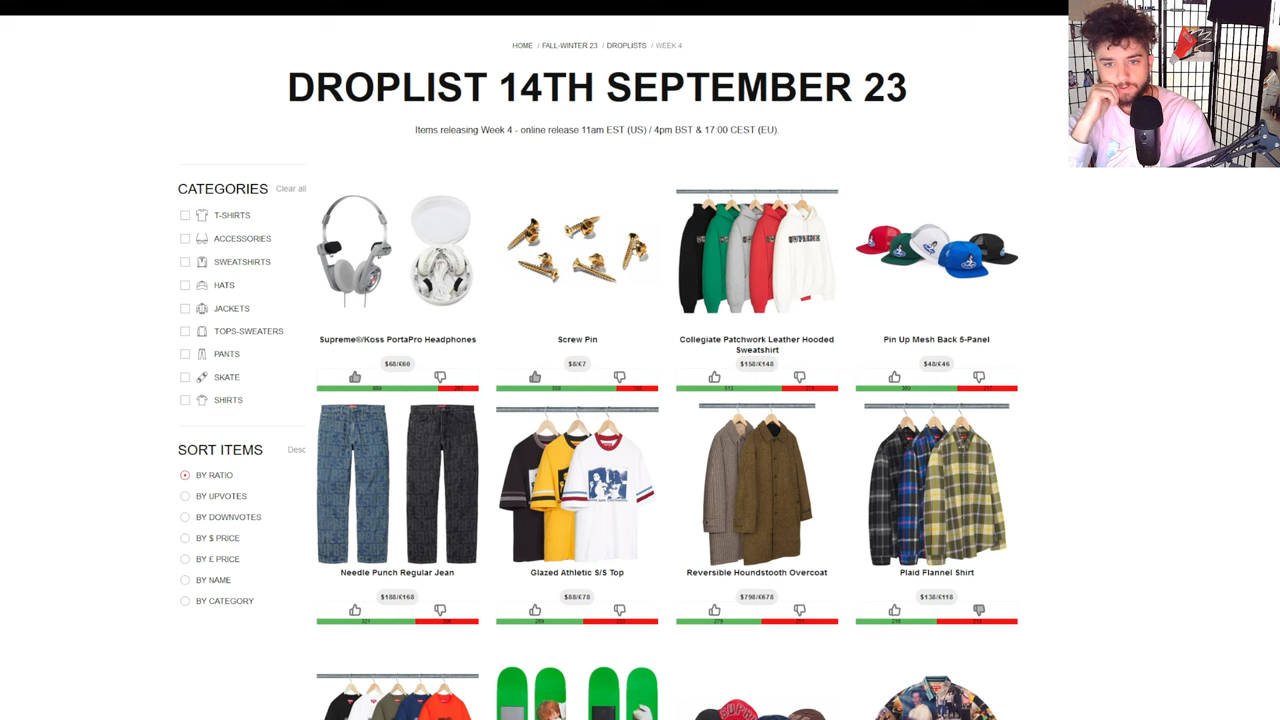 HOME / FALL-WINTER 23 / DROPLISTS / WEEK 4
DROPLIST 14TH SEPTEMBER 23
Items releasing Week 4 - online release 11am EST (US) / 4pm BST & 17:00 CEST (EU).
CATEGORIES Clear all
T-SHIRTS
ACCESSORIES
SWEATSHIRTS
HATS
JACKETS
TOPS-SWEATERS
PANTS
SKATE
SHIRTS
SORT ITEMS Desc
BY RATIO
BY UPVOTES
BY DOWNVOTES
BY $ PRICE
BY £ PRICE
BY NAME
BY CATEGORY
Supreme®/Koss PortaPro Headphones
$68/£60
Screw Pin
$8/£7
Collegiate Patchwork Leather Hooded
Sweatshirt
$158/£148
Pin Up Mesh Back 5-Panel
$48/£46
Needle Punch Regular Jean
$188/£168
Glazed Athletic S/S Top
$88/£78
Reversible Houndstooth Overcoat
$798/£678
Plaid Flannel Shirt
$138/£118